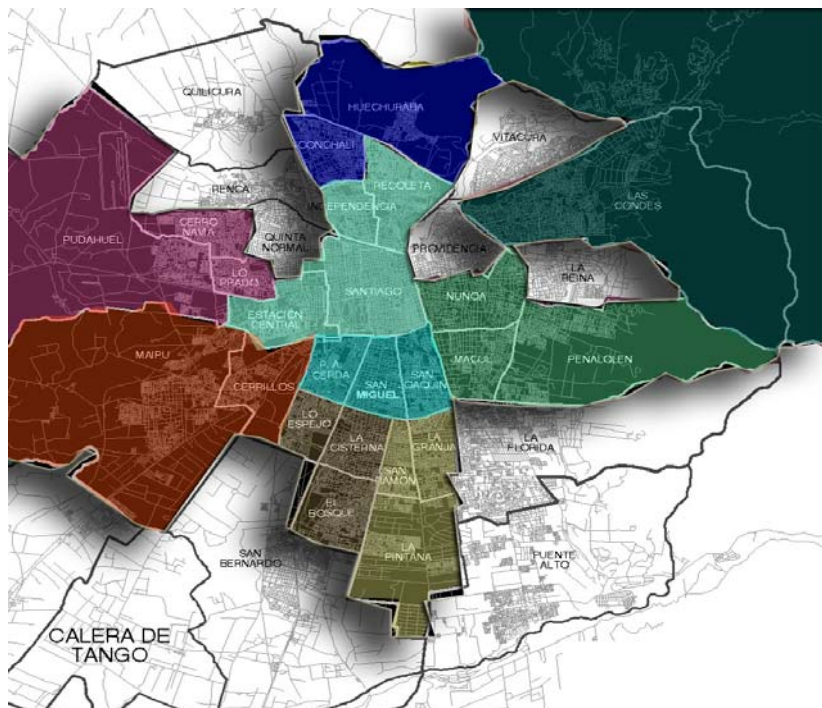 QUILICURA
HUECHURABA
CONCHALI
VITACURA
RECOLETA
RENCA
LAS
CONDES
INDEPENDENCIA
CERRO
NAVIA
PUDAHUEL
QUINTA
NORMAL
PROVIDENCIA
LO
PRADO
LA
REINA
SANTIAGO
NUNOA
ESTACION
CENTRAL
MAIPU
CERRILLOS
P. A.
CERDA
SAN
MIGUEL
SAN
JOAQUIN
MACUL
PENALOLEN
LO
ESPEJO
LA
CISTERNA
LA
GRANJA
LA
FLORIDA
SAN
RAMON
EL
BOSQUE
SAN
BERNARDO
LA
PINTANA
PUENTE
ALTO
CALERA DE
TANGO